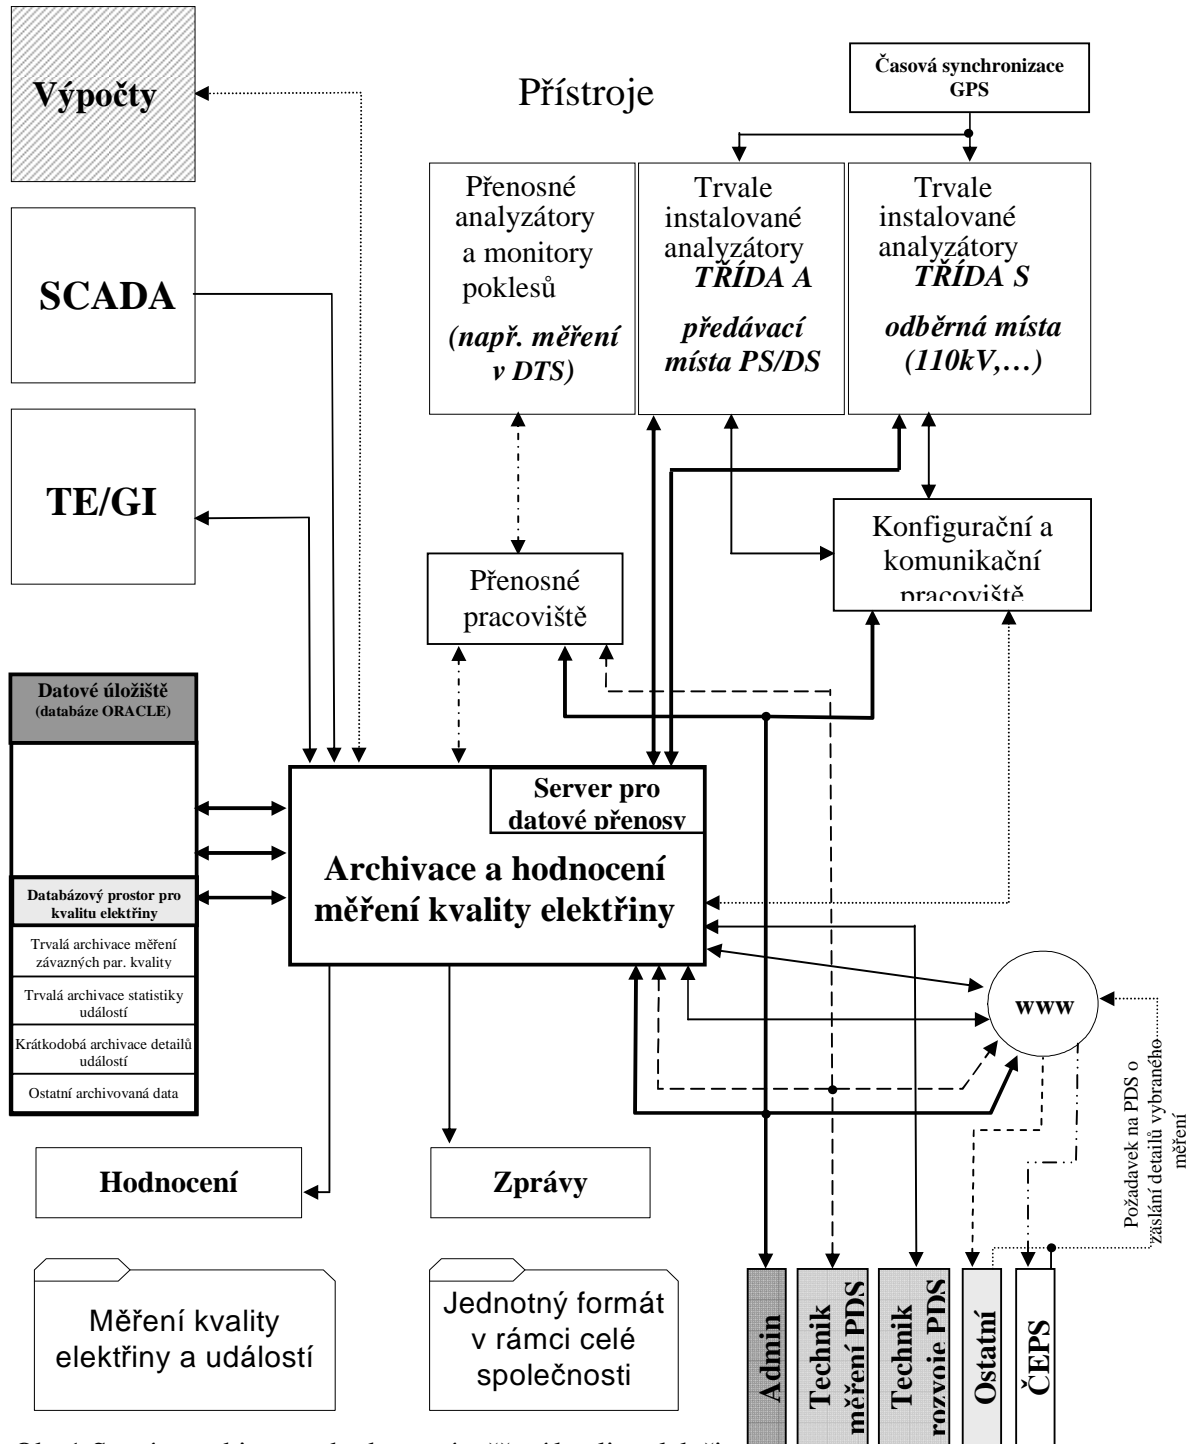 Výpočty
Přístroje
Časová synchronizace
GPS
SCADA
TE/GI
Přenosné
analyzátory
a monitory
poklesů
(např. měření
v DTS)
Trvale
instalované
analyzátory
TŘÍDA A
předávací
místa PS/DS
Trvale
instalované
analyzátory
TŘÍDA S
odběrná místa
(110kV,…)
Přenosné
pracoviště
Konfigurační a
komunikační
pracoviště
Datové úložiště
(databáze ORACLE)
Databázový prostor pro
kvalitu elektřiny
Trvalá archivace měření
závazných par. kvality
Trvalá archivace statistiky
událostí
Krátkodobá archivace detailů
událostí
Ostatní archivovaná data
Server pro
datové přenosy
Archivace a hodnocení
měření kvality elektřiny
www
Požadavek na PDS o
zaslání detailů vybraného
měření
Hodnocení
Zprávy
Měření kvality
elektřiny a událostí
Jednotný formát
v rámci celé
společnosti
Admin
Technik
měření PDS
Technik
rozvoje PDS
Ostatní
ČEPS